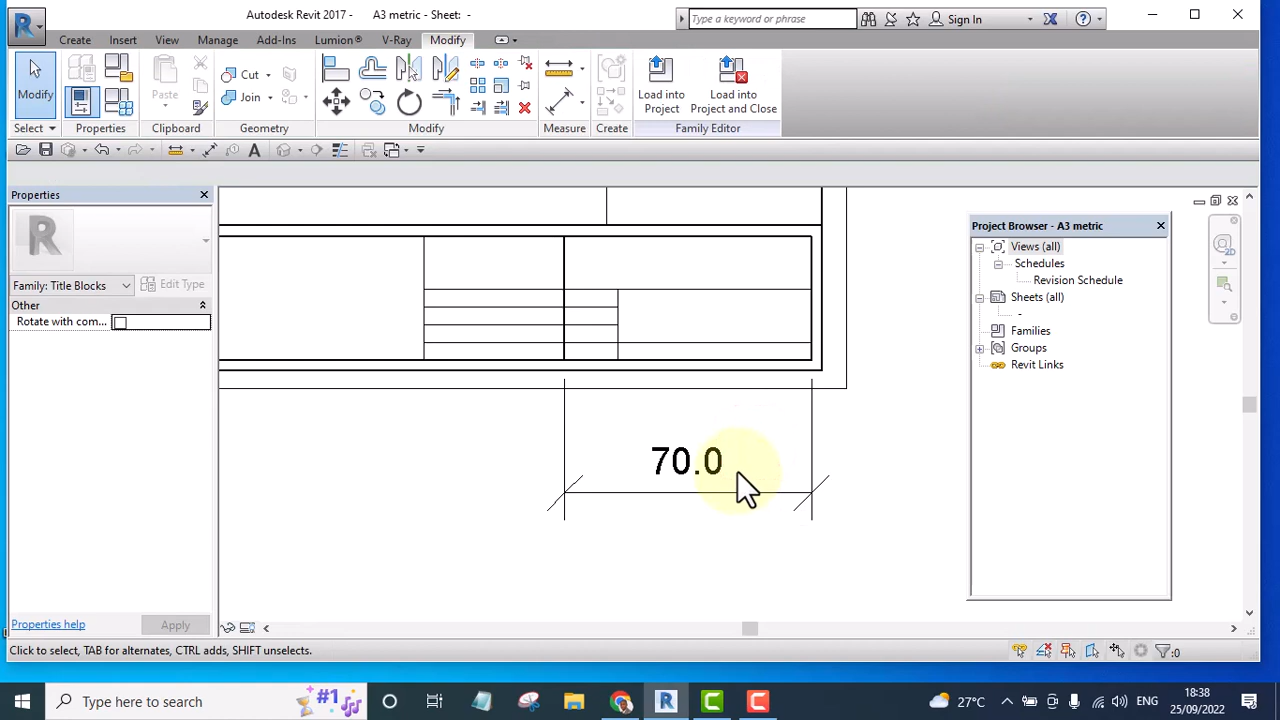 Autodesk Revit 2017 - A3 metric - Sheet: -
Type a keyword or phrase
Sign In
Create Insert View Manage Add-Ins Lumion® V-Ray Modify
Modify
Paste
Cut
Join
Load into Project
Load into Project and Close
Select Properties Clipboard Geometry Modify Measure Create Family Editor
Properties
R
Family: Title Blocks
Edit Type
Other
Rotate with com...
Properties help
Apply
70.0
Project Browser - A3 metric
Views (all)
Schedules
Revision Schedule
Sheets (all)
-
Families
Groups
Revit Links
2D
Click to select, TAB for alternates, CTRL adds, SHIFT unselects.
:0
Type here to search
#1
27°C
ENG
18:38
25/09/2022